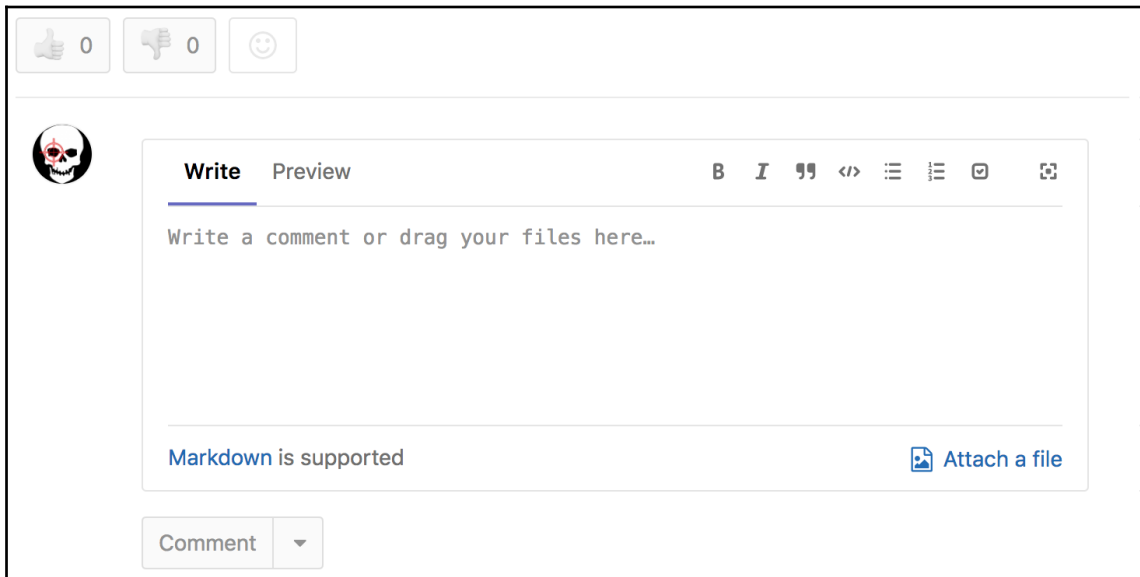 0 0
Write Preview
Write a comment or drag your files here…
Markdown is supported Attach a file
Comment